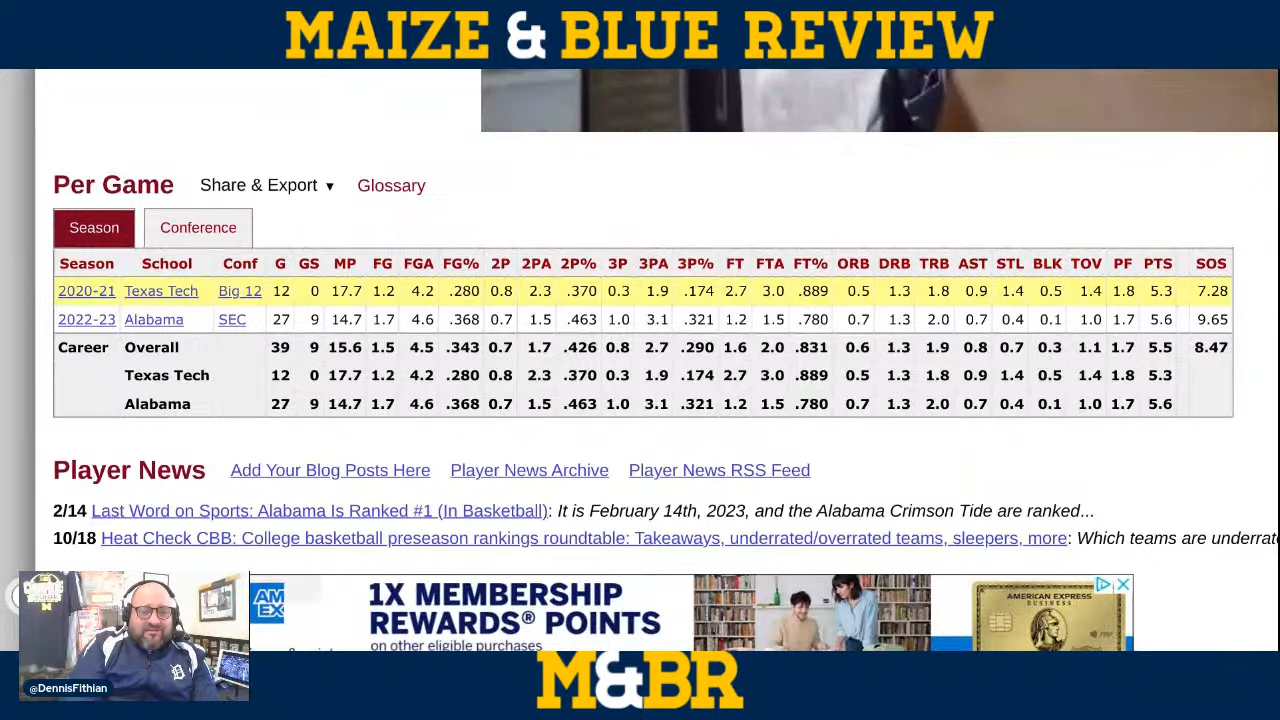 MAIZE & BLUE REVIEW
Per Game Share & Export ▼ Glossary
Season Conference
Season School Conf G GS MP FG FGA FG% 2P 2PA 2P% 3P 3PA 3P% FT FTA FT% ORB DRB TRB AST STL BLK TOV PF PTS SOS
2020-21 Texas Tech Big 12 12 0 17.7 1.2 4.2 .280 0.8 2.3 .370 0.3 1.9 .174 2.7 3.0 .889 0.5 1.3 1.8 0.9 1.4 0.5 1.4 1.8 5.3 7.28
2022-23 Alabama SEC 27 9 14.7 1.7 4.6 .368 0.7 1.5 .463 1.0 3.1 .321 1.2 1.5 .780 0.7 1.3 2.0 0.7 0.4 0.1 1.0 1.7 5.6 9.65
Career Overall 39 9 15.6 1.5 4.5 .343 0.7 1.7 .426 0.8 2.7 .290 1.6 2.0 .831 0.6 1.3 1.9 0.8 0.7 0.3 1.1 1.7 5.5 8.47
Texas Tech 12 0 17.7 1.2 4.2 .280 0.8 2.3 .370 0.3 1.9 .174 2.7 3.0 .889 0.5 1.3 1.8 0.9 1.4 0.5 1.4 1.8 5.3
Alabama 27 9 14.7 1.7 4.6 .368 0.7 1.5 .463 1.0 3.1 .321 1.2 1.5 .780 0.7 1.3 2.0 0.7 0.4 0.1 1.0 1.7 5.6
Player News Add Your Blog Posts Here Player News Archive Player News RSS Feed
2/14 Last Word on Sports: Alabama Is Ranked #1 (In Basketball): It is February 14th, 2023, and the Alabama Crimson Tide are ranked...
10/18 Heat Check CBB: College basketball preseason rankings roundtable: Takeaways, underrated/overrated teams, sleepers, more: Which teams are underrat
AM
EX
1X MEMBERSHIP
REWARDS® POINTS
on other eligible purchases
AMERICAN EXPRESS
BUSINESS
@DennisFithian
M&BR